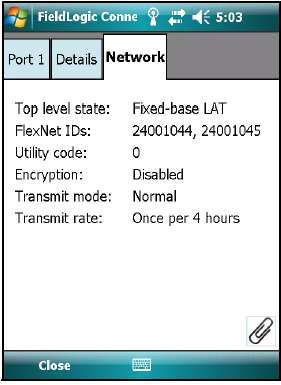 FieldLogic Conne 5:03
Port 1 Details Network
Top level state: Fixed-base LAT
FlexNet IDs: 24001044, 24001045
Utility code: 0
Encryption: Disabled
Transmit mode: Normal
Transmit rate: Once per 4 hours
Close